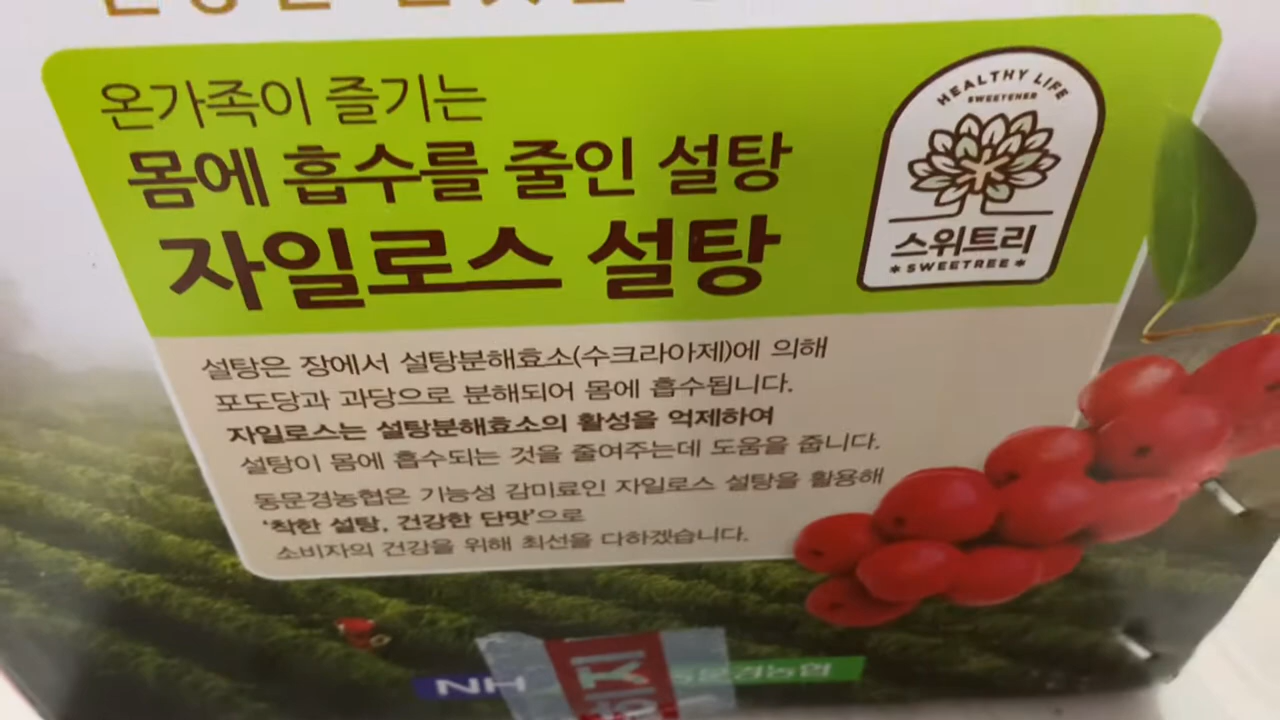 온가족이 즐기는
몸에 흡수를 줄인 설탕
자일로스 설탕
HEALTHY LIFE
SWEETENER
스위트리
*SWEETREE*
설탕은 장에서 설탕분해효소(수크라아제)에 의해
포도당과 과당으로 분해되어 몸에 흡수됩니다.
자일로스는 설탕분해효소의 활성을 억제하여
설탕이 몸에 흡수되는 것을 줄여주는데 도움을 줍니다.
동문경농협은 기능성 감미료인 자일로스 설탕을 활용해
'착한 설탕, 건강한 단맛'으로
소비자의 건강을 위해 최선을 다하겠습니다.
NH